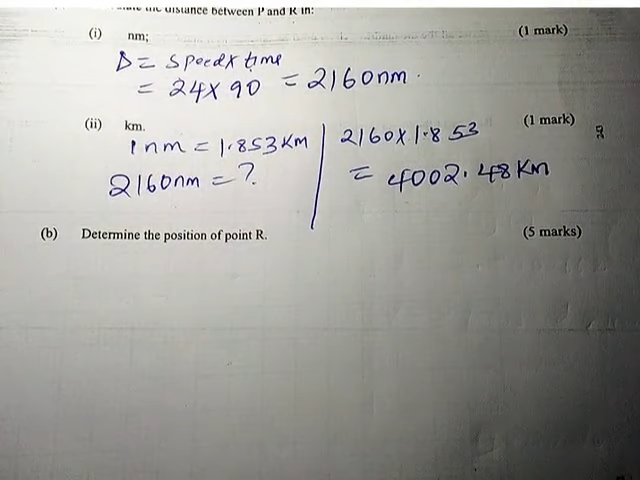 distance between P and R in:
(i) nm; (1 mark)
D = speed x time
= 24 x 90 = 2160nm.
(ii) km. (1 mark)
1nm = 1.853Km | 2160 x 1.853
2160nm = ? | = 4002.48Km
(b) Determine the position of point R. (5 marks)